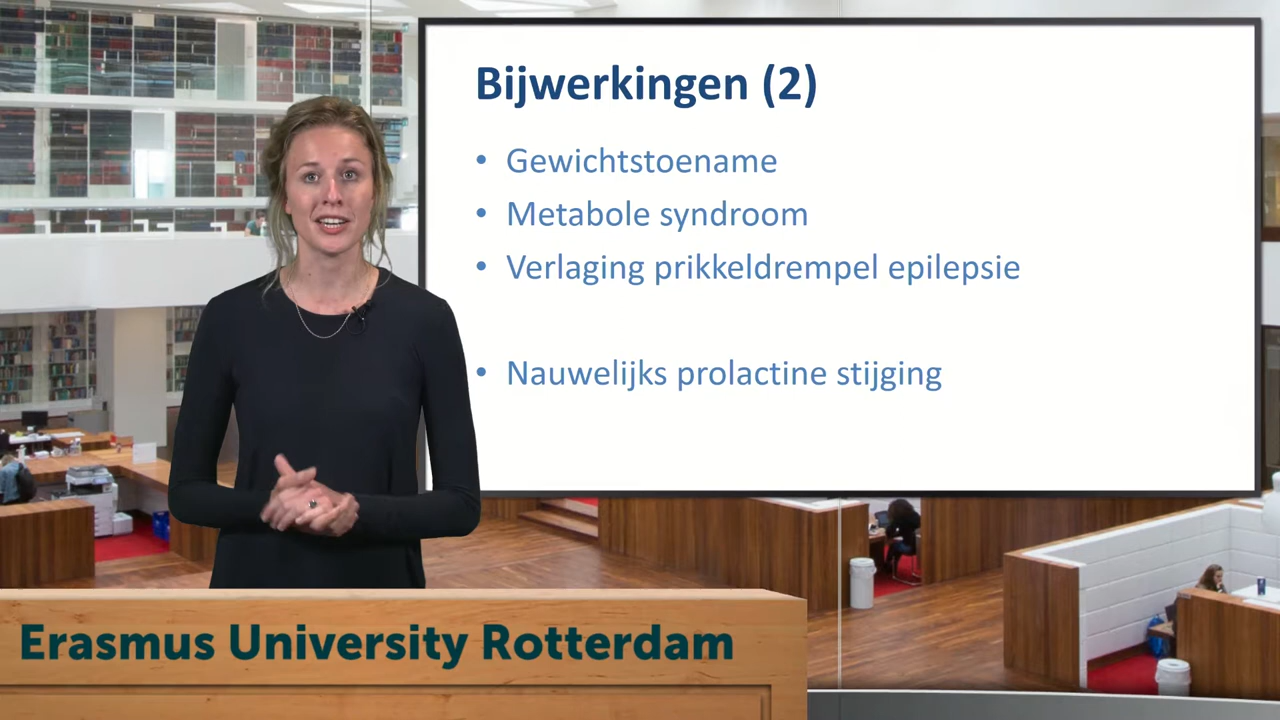 Bijwerkingen (2)
• Gewichtstoename
• Metabole syndroom
• Verlaging prikkeldrempel epilepsie
• Nauwelijks prolactine stijging
Erasmus University Rotterdam